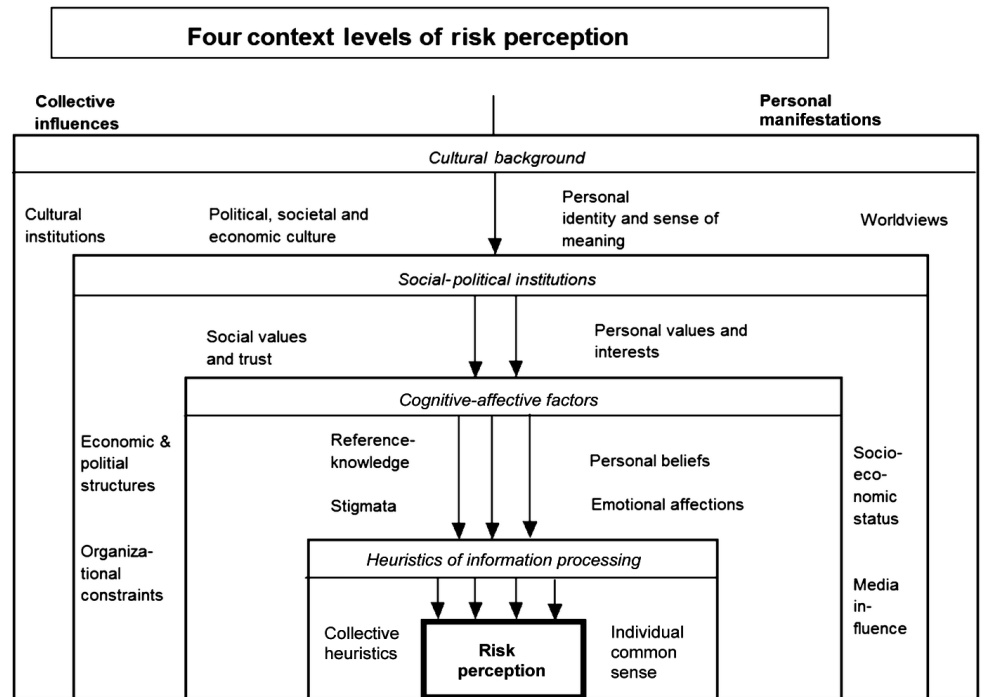 Four context levels of risk perception
Collective
influences
Personal
manifestations
Cultural background
Cultural
institutions
Political, societal and
economic culture
Personal
identity and sense of
meaning
Worldviews
Social-political institutions
Social values
and trust
Personal values and
interests
Cognitive-affective factors
Economic &
politial
structures
Reference-
knowledge
Personal beliefs
Socio-
eco-
nomic
status
Stigmata
Emotional affections
Organiza-
tional
constraints
Heuristics of information processing
Media
in-
fluence
Collective
heuristics
Risk
perception
Individual
common
sense